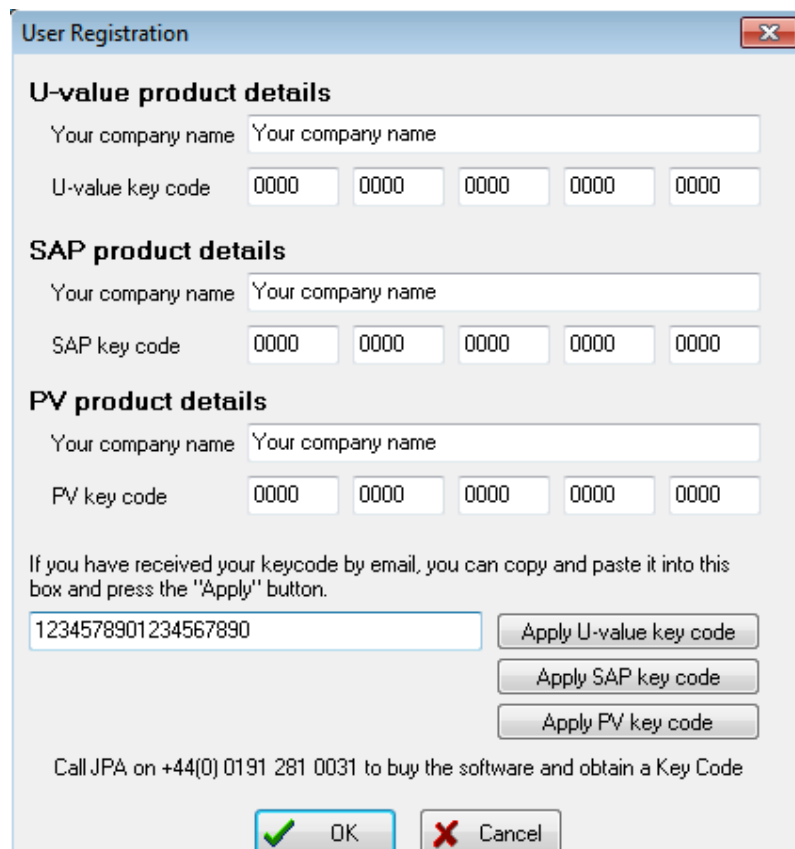 User Registration
U-value product details
Your company name Your company name
U-value key code 0000 0000 0000 0000 0000
SAP product details
Your company name Your company name
SAP key code 0000 0000 0000 0000 0000
PV product details
Your company name Your company name
PV key code 0000 0000 0000 0000 0000
If you have received your keycode by email, you can copy and paste it into this
box and press the "Apply" button.
1234578901234567890 Apply U-value key code
Apply SAP key code
Apply PV key code
Call JPA on +44(0) 0191 281 0031 to buy the software and obtain a Key Code
OK Cancel